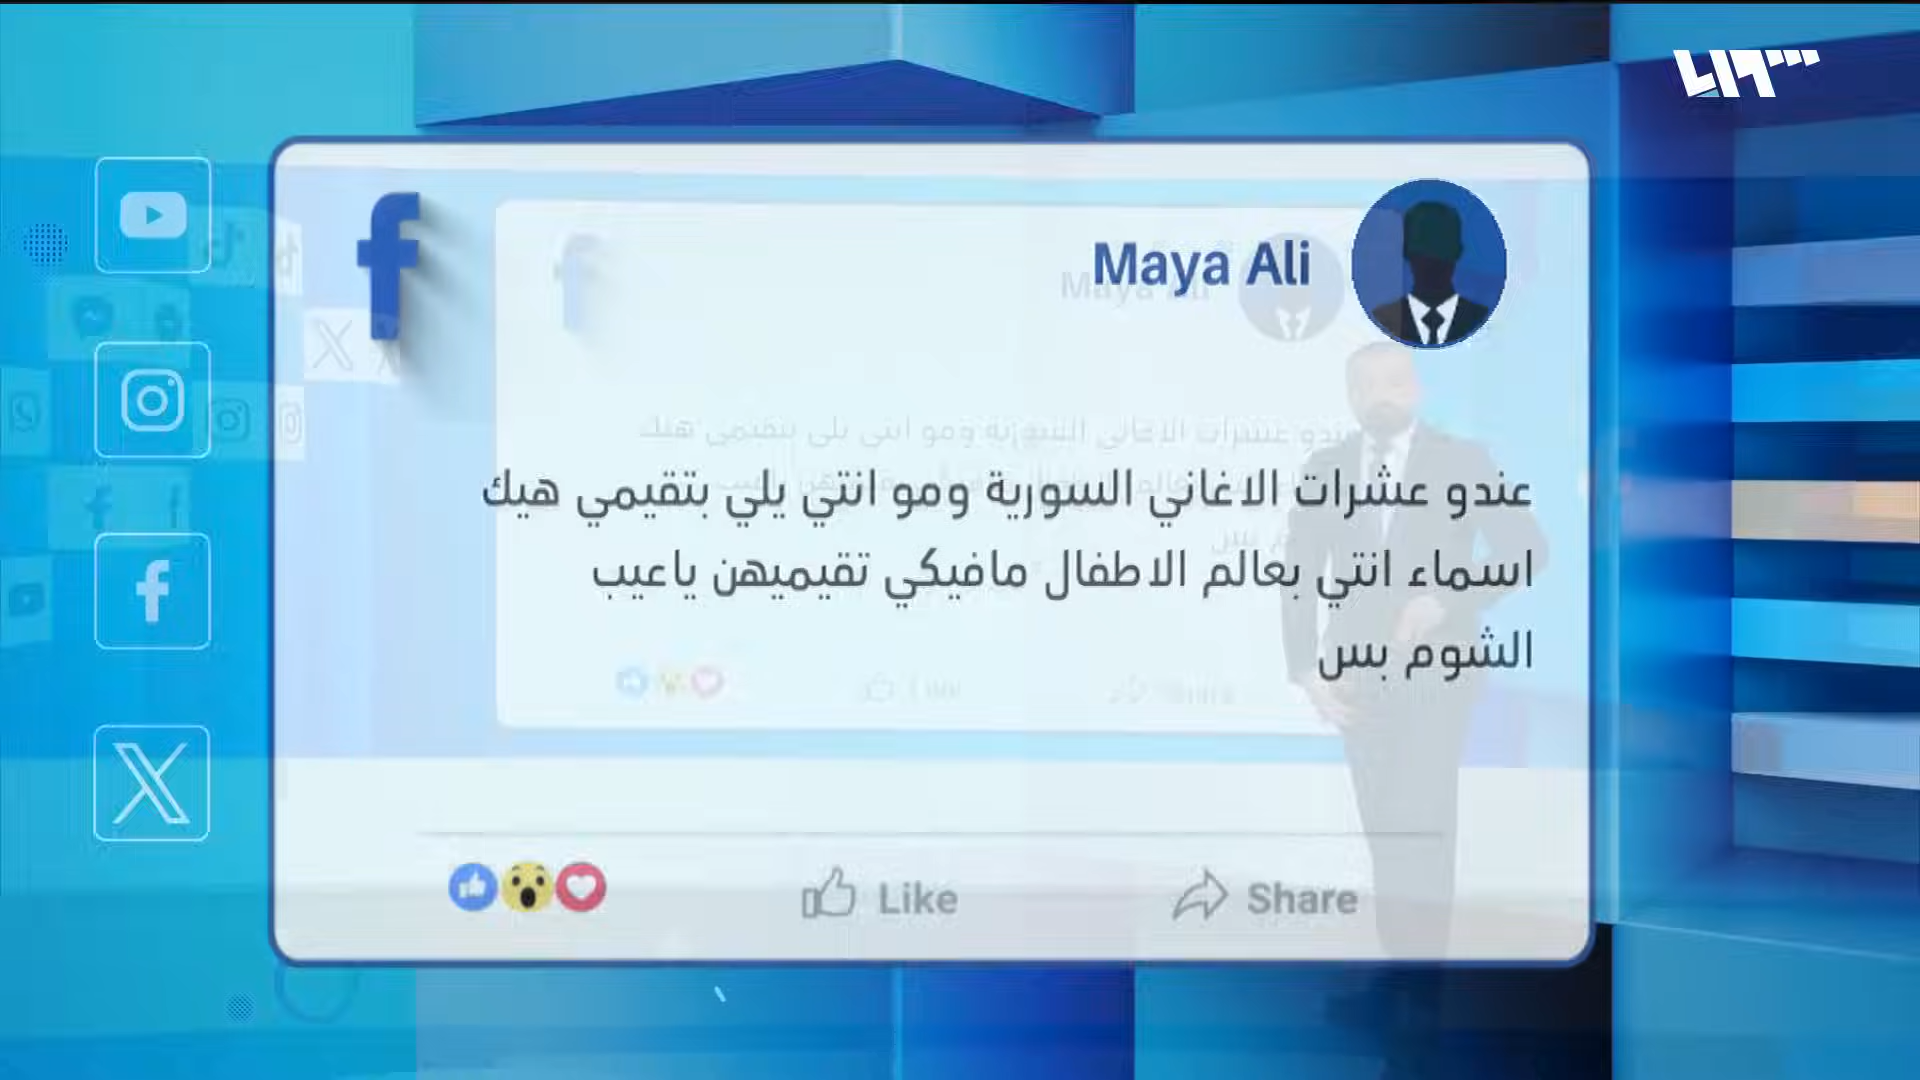 Maya Ali
عندو عشرات الاغاني السورية ومو انتي يلي بتقيمي هيك
اسماء انتي بعالم الاطفال مافيكي تقيميهن ياعيب
الشوم بس
Like
Share